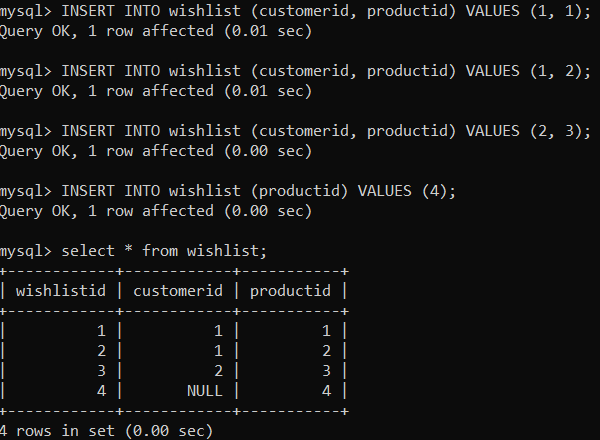 mysql> INSERT INTO wishlist (customerid, productid) VALUES (1, 1);
Query OK, 1 row affected (0.01 sec)
mysql> INSERT INTO wishlist (customerid, productid) VALUES (1, 2);
Query OK, 1 row affected (0.01 sec)
mysql> INSERT INTO wishlist (customerid, productid) VALUES (2, 3);
Query OK, 1 row affected (0.00 sec)
mysql> INSERT INTO wishlist (productid) VALUES (4);
Query OK, 1 row affected (0.00 sec)
mysql> select * from wishlist;
+------------+------------+-----------+
| wishlistid | customerid | productid |
+------------+------------+-----------+
|          1 |          1 |         1 |
|          2 |          1 |         2 |
|          3 |          2 |         3 |
|          4 |       NULL |         4 |
+------------+------------+-----------+
4 rows in set (0.00 sec)